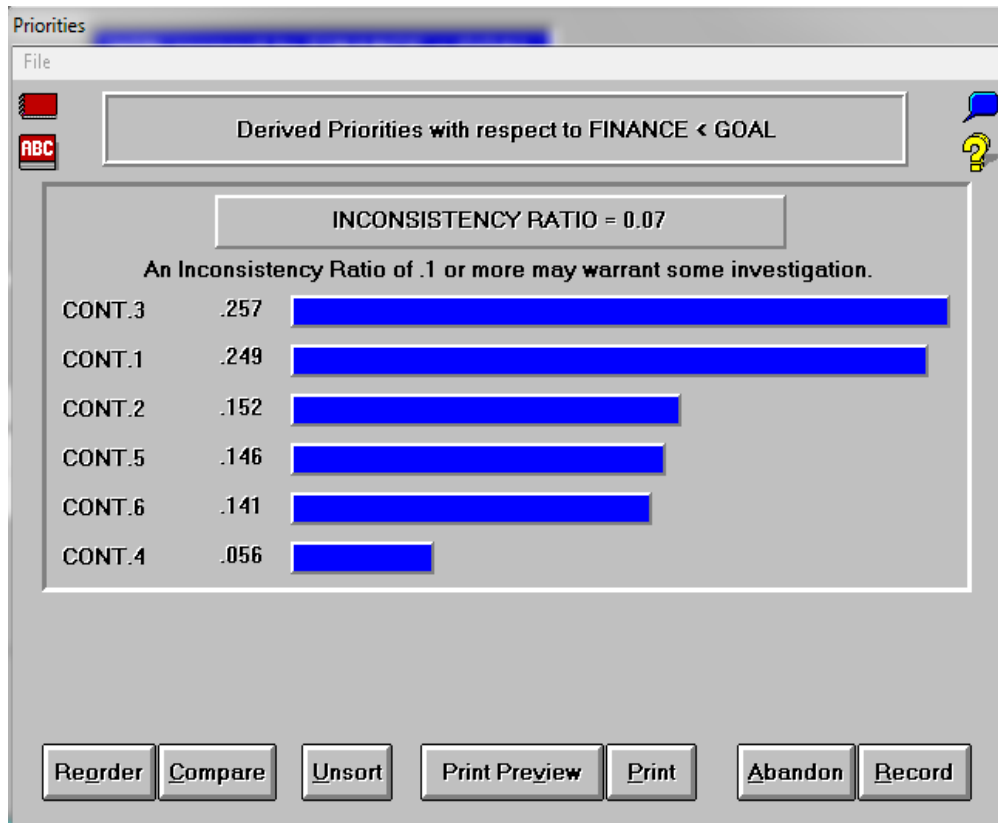 Priorities
File
ABC
Derived Priorities with respect to FINANCE < GOAL
INCONSISTENCY RATIO = 0.07
An Inconsistency Ratio of .1 or more may warrant some investigation.
CONT.3 .257
CONT.1 .249
CONT.2 .152
CONT.5 .146
CONT.6 .141
CONT.4 .056
Reorder Compare Unsort Print Preview Print Abandon Record